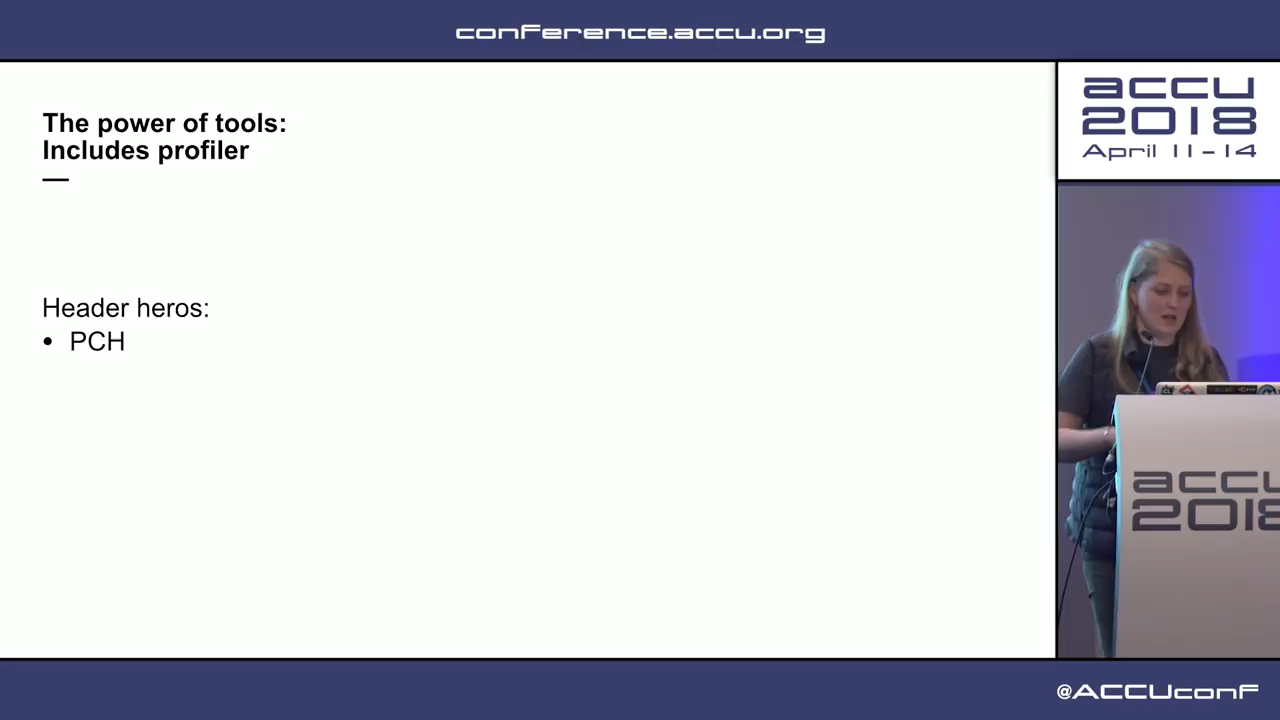 conference.accu.org
accu
2018
April 11-14
The power of tools:
Includes profiler
Header heros:
• PCH
accu
2018
@ACCUconf